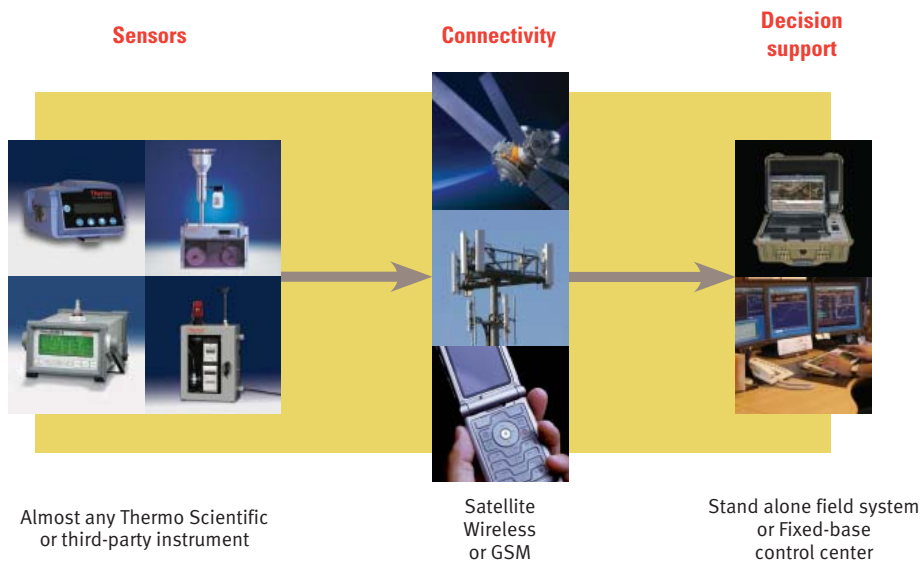 Sensors
Connectivity
Decision
support
Thermo
Almost any Thermo Scientific
or third-party instrument
Satellite
Wireless
or GSM
Stand alone field system
or Fixed-base
control center